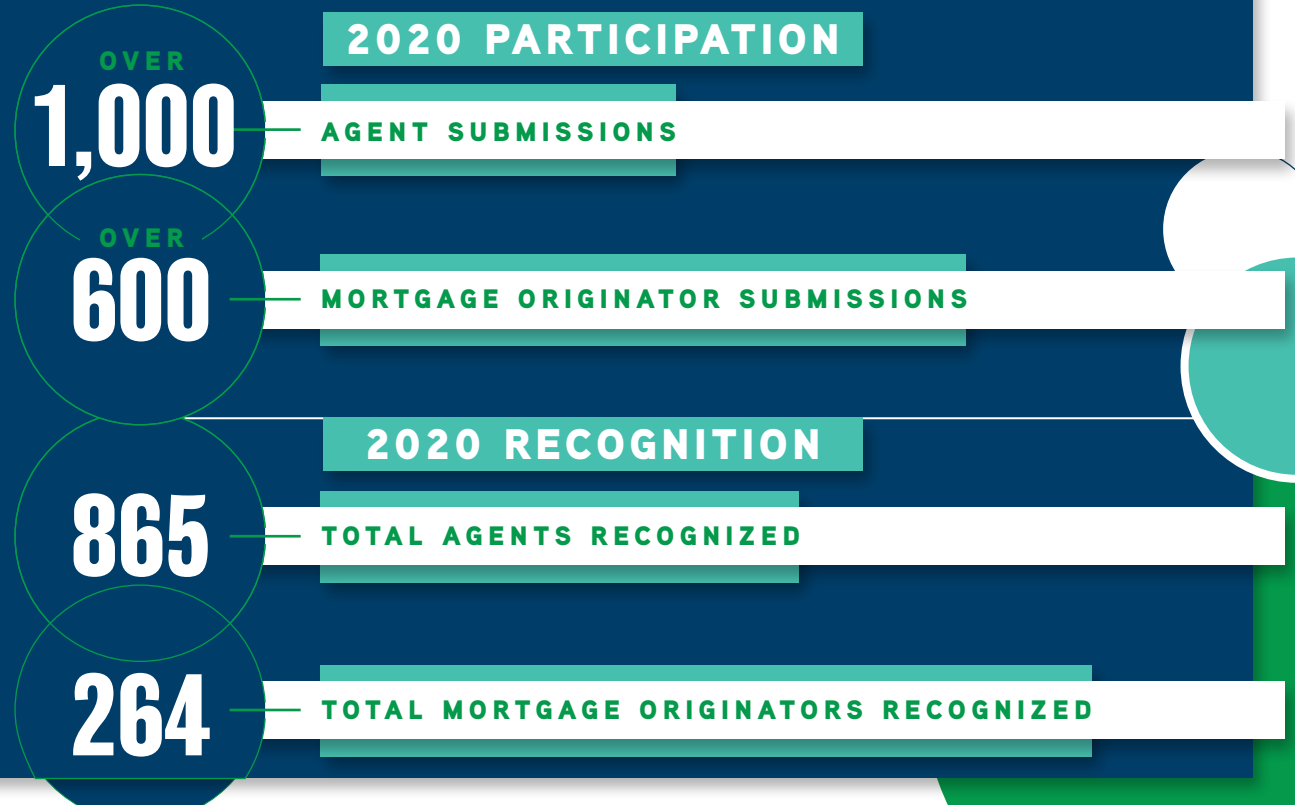 2020 PARTICIPATION
OVER
1,000
AGENT SUBMISSIONS
OVER
600
MORTGAGE ORIGINATOR SUBMISSIONS
2020 RECOGNITION
865
TOTAL AGENTS RECOGNIZED
264
TOTAL MORTGAGE ORIGINATORS RECOGNIZED